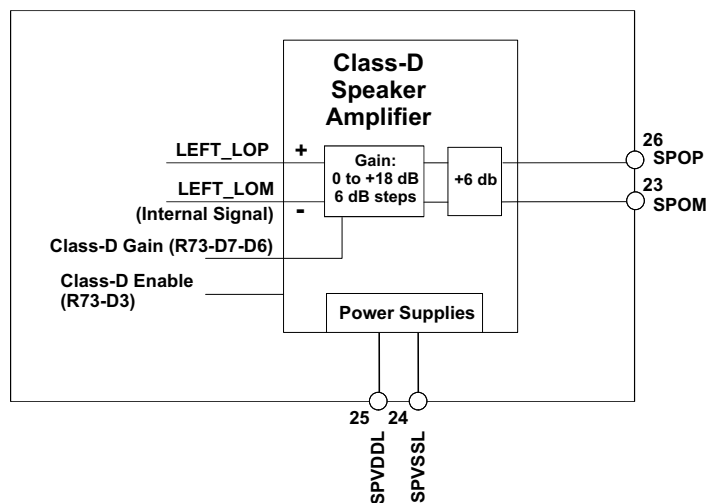 Class-D
Speaker
Amplifier
LEFT_LOP
+
Gain:
0 to +18 dB
6 dB steps
+6 db
26
SPOP
LEFT_LOM
(Internal Signal)
-
23
SPOM
Class-D Gain (R73-D7-D6)
Class-D Enable
(R73-D3)
Power Supplies
25
24
SPVDDL
SPVSSL